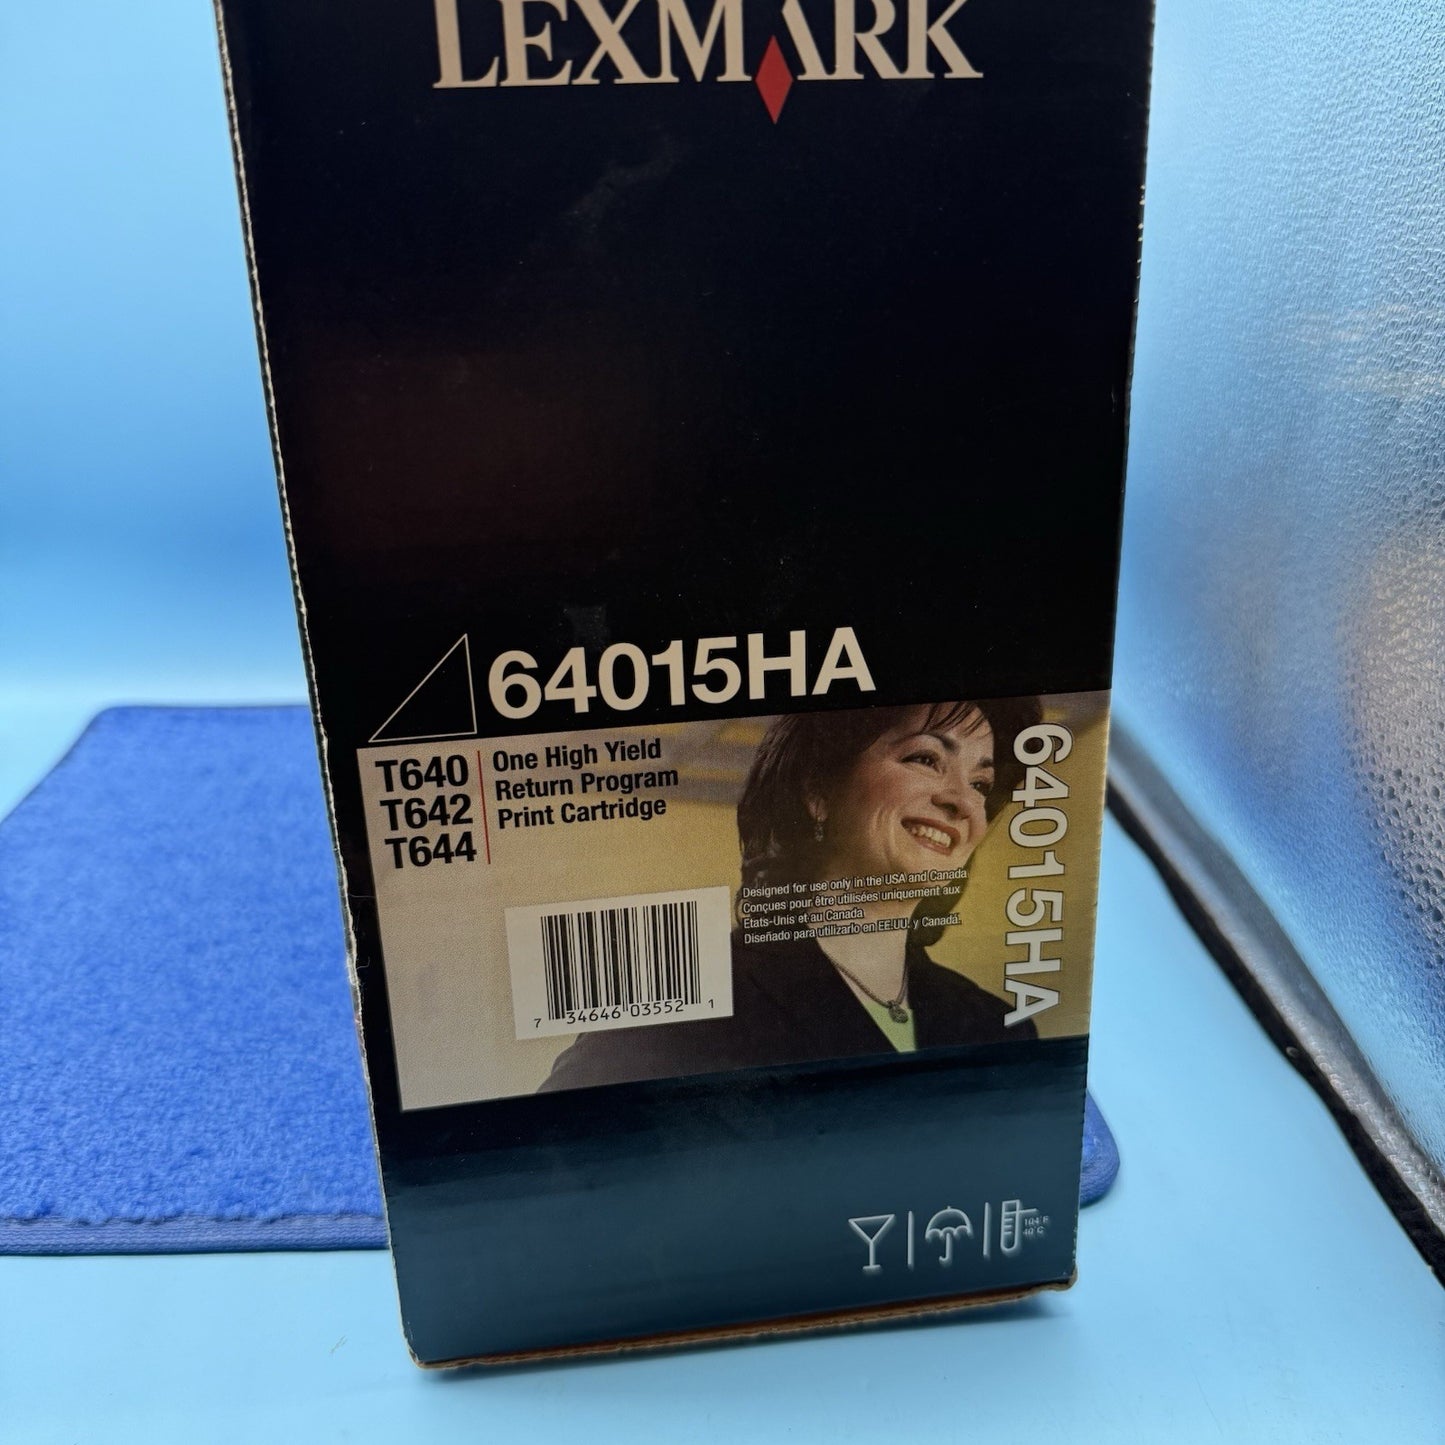 LEXMARK
64015HA
T640
T642
T644
One High Yield
Return Program
Print Cartridge
64015HA
Designed for use only in the USA and Canada
Conçues pour être utilisées uniquement aux
Etats-Unis et au Canada
Diseñado para utilizarlo en EE.UU. y Canadá.
7 34646 03552 1
104°F
40°C